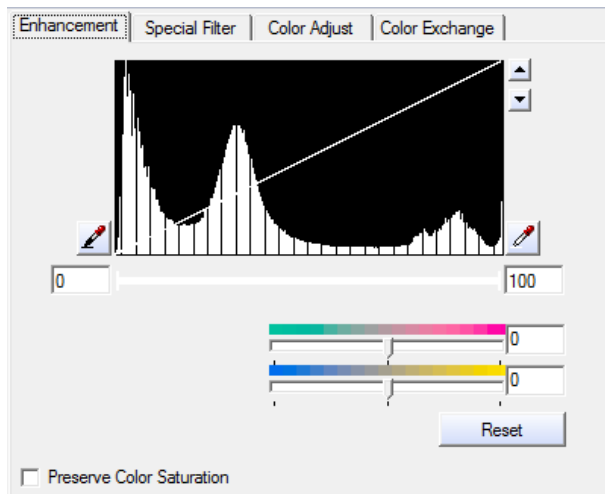 Enhancement Special Filter Color Adjust Color Exchange
0 100
0
0
Reset
Preserve Color Saturation